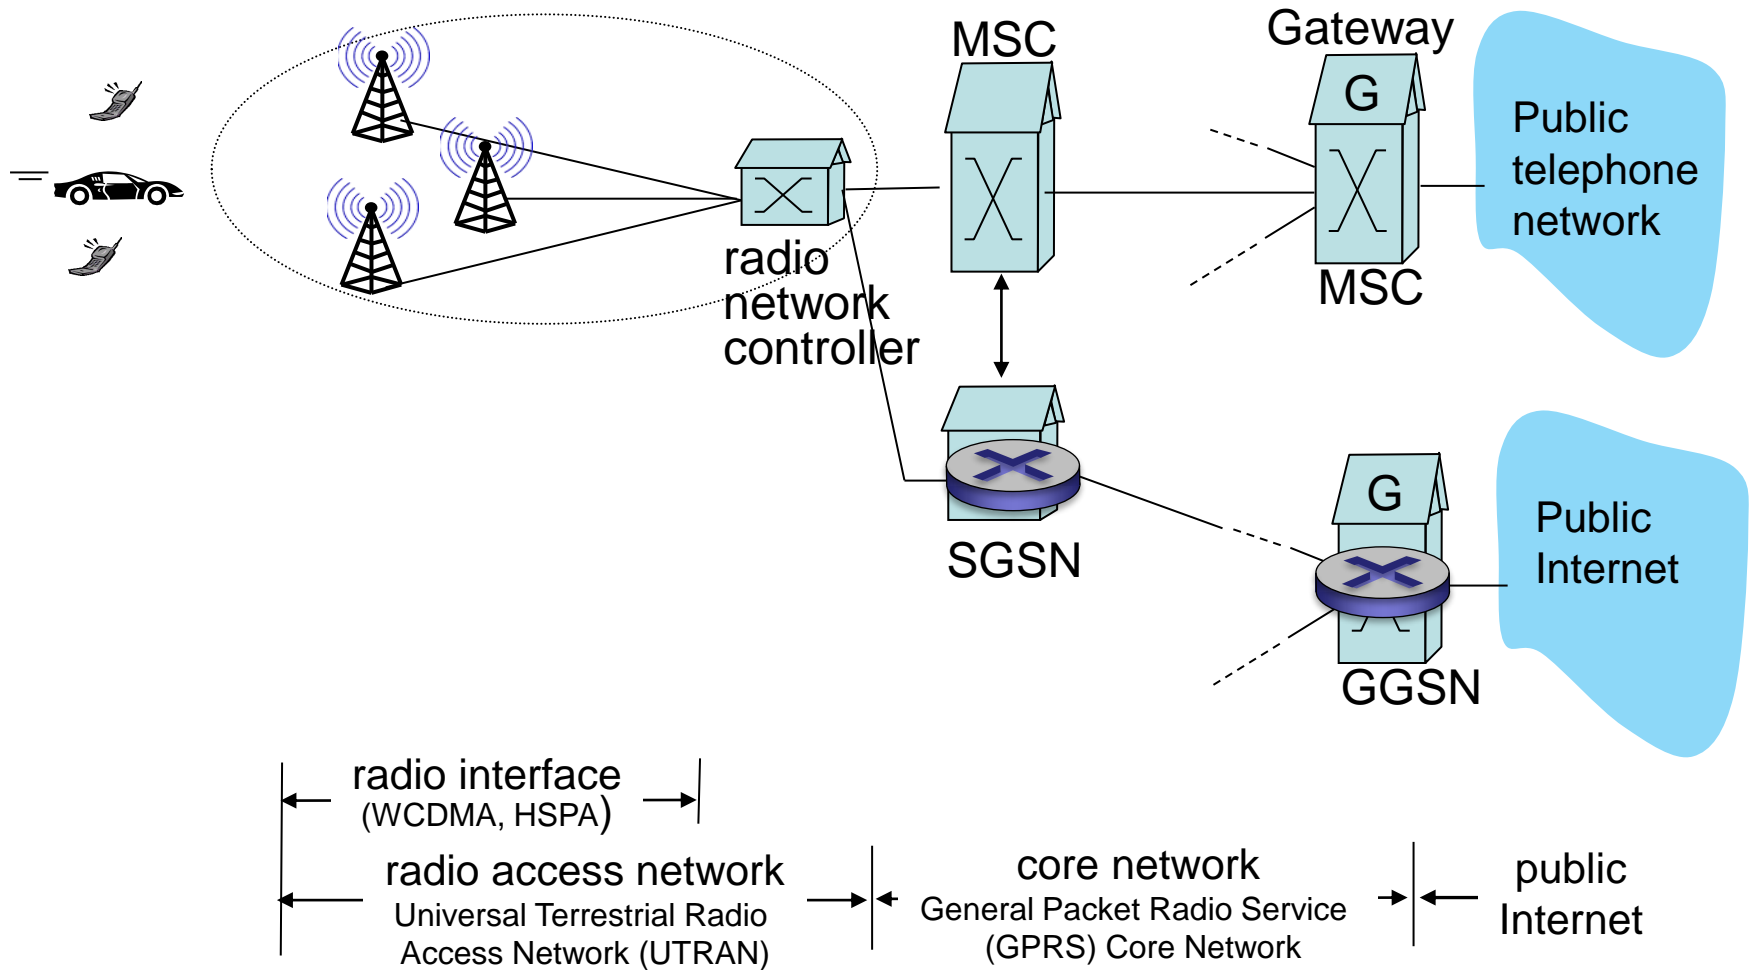 MSC
Gateway
G
MSC
Public
telephone
network
radio
network
controller
SGSN
G
GGSN
Public
Internet
radio interface
(WCDMA, HSPA)
radio access network
Universal Terrestrial Radio
Access Network (UTRAN)
core network
General Packet Radio Service
(GPRS) Core Network
public
Internet